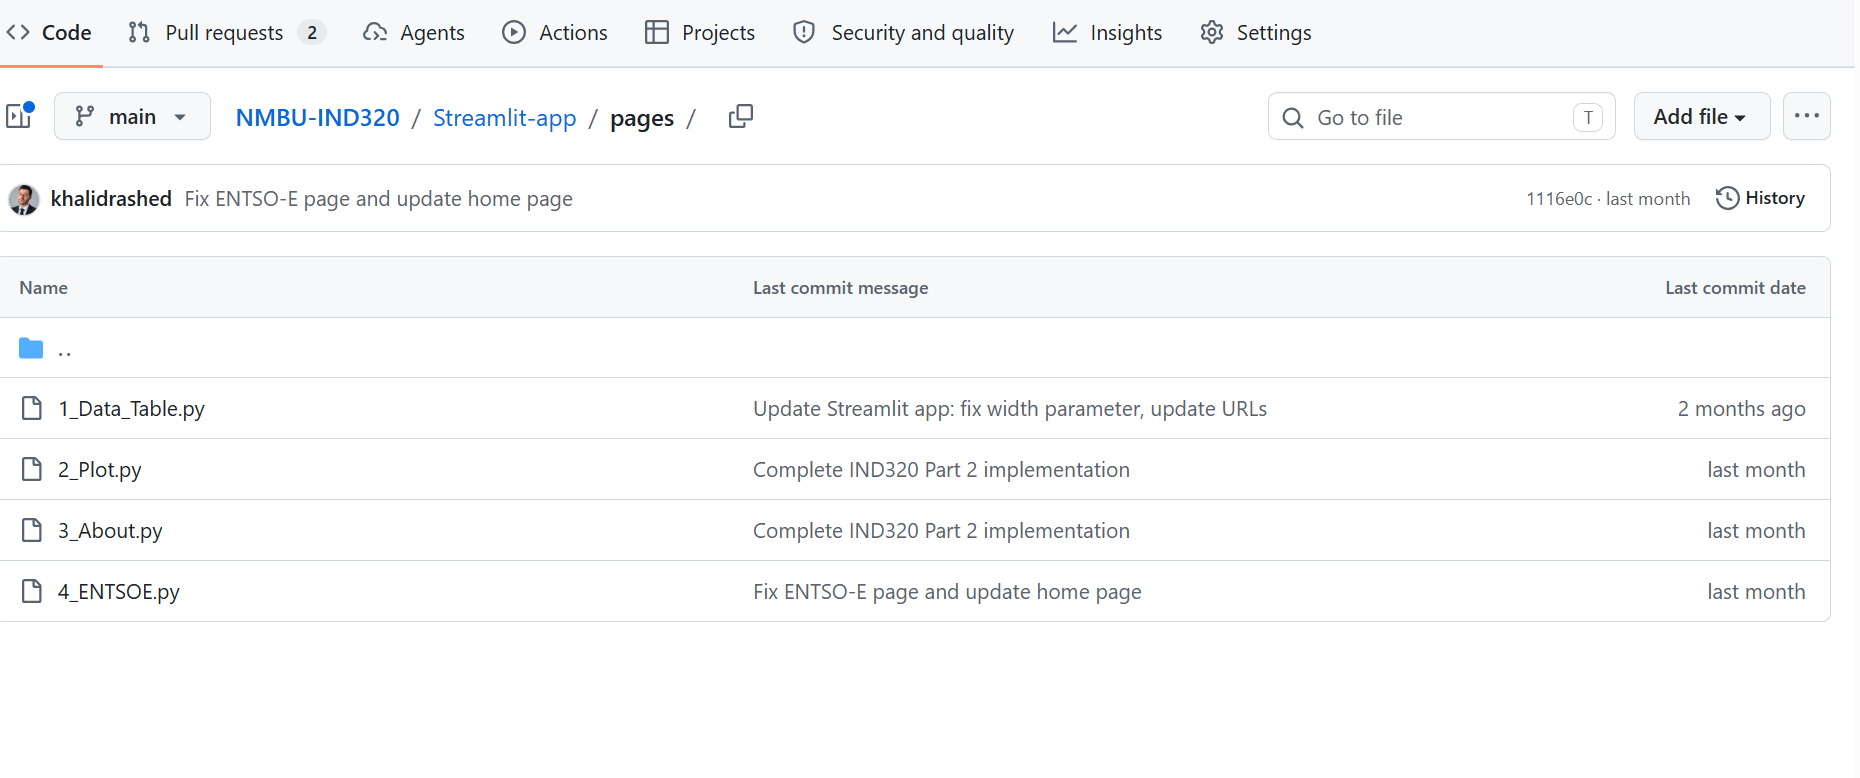 Code Pull requests 2 Agents Actions Projects Security and quality Insights Settings
main NMBU-IND320 / Streamlit-app / pages / Go to file T Add file ...
khalidrashed Fix ENTSO-E page and update home page 1116e0c · last month History
Name Last commit message Last commit date
..
1_Data_Table.py Update Streamlit app: fix width parameter, update URLs 2 months ago
2_Plot.py Complete IND320 Part 2 implementation last month
3_About.py Complete IND320 Part 2 implementation last month
4_ENTSOE.py Fix ENTSO-E page and update home page last month